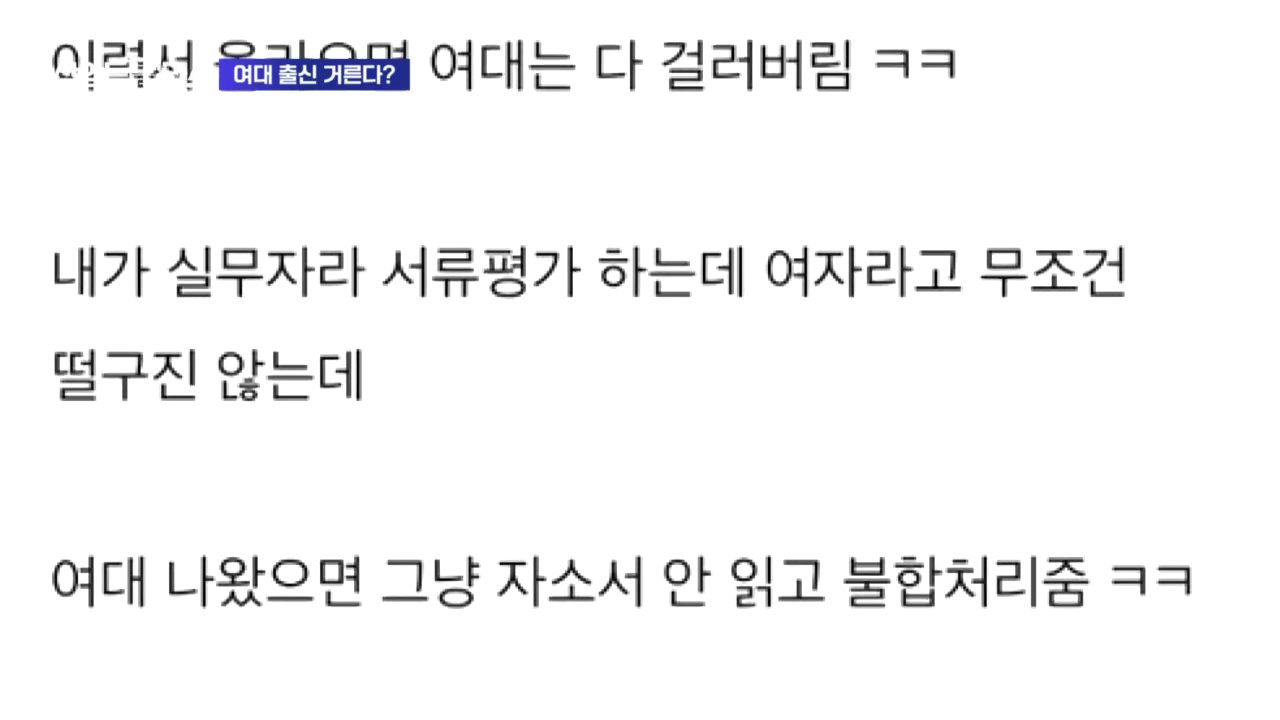 여대는 다 걸러버림 ㅋㅋ
여대 출신 거른다?
내가 실무자라 서류평가 하는데 여자라고 무조건
떨구진 않는데
여대 나왔으면 그냥 자소서 안 읽고 불합처리줌 ㅋㅋ